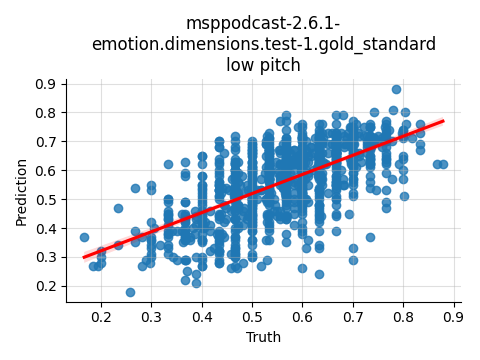 msppodcast-2.6.1-
emotion.dimensions.test-1.gold_standard
low pitch
0.9
0.8
0.7
0.6
0.5
0.4
0.3
0.2
Prediction
0.2 0.3 0.4 0.5 0.6 0.7 0.8 0.9
Truth